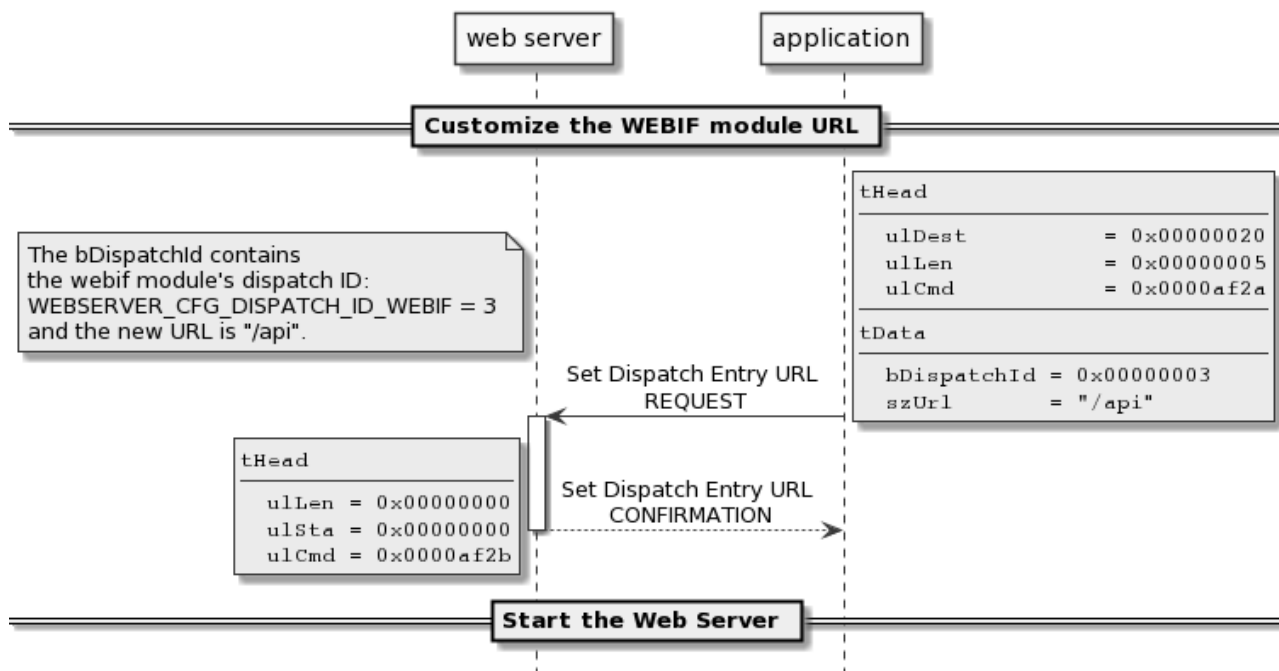 web server
application
Customize the WEBIF module URL
tHead
ulDest = 0x00000020
ulLen = 0x00000005
ulCmd = 0x0000af2a
tData
bDispatchId = 0x00000003
szUrl = "/api"
The bDispatchId contains
the webif module's dispatch ID:
WEBSERVER_CFG_DISPATCH_ID_WEBIF = 3
and the new URL is "/api".
Set Dispatch Entry URL
REQUEST
tHead
ulLen = 0x00000000
ulSta = 0x00000000
ulCmd = 0x0000af2b
Set Dispatch Entry URL
CONFIRMATION
Start the Web Server